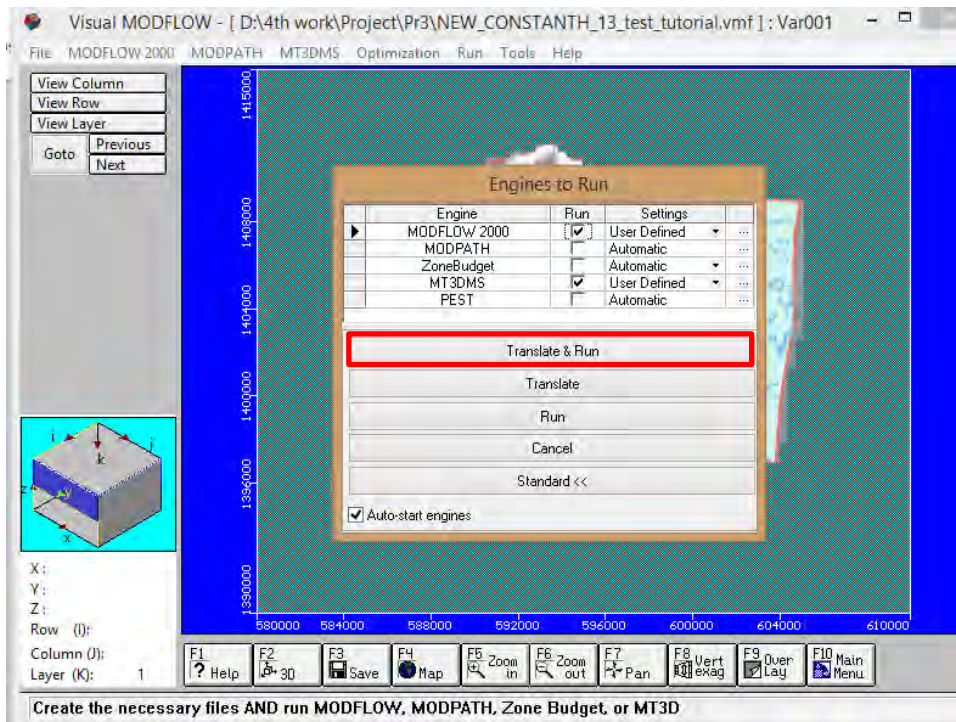 Visual MODFLOW - [ D:\4th work\Project\Pr3\NEW_CONSTANTH_13_test_tutorial.vmf ] : Var001
File MODFLOW 2000 MODPATH MT3DMS Optimization Run Tools Help
View Column
View Row
View Layer
Goto
Previous
Next
1415000
1408000
1404000
1400000
1396000
1390000
Engines to Run
Engine Run Settings
MODFLOW 2000 User Defined ...
MODPATH Automatic ...
ZoneBudget Automatic ...
MT3DMS User Defined ...
PEST Automatic ...
Translate & Run
Translate
Run
Cancel
Standard <<
Auto-start engines
i
j
k
z
y
x
580000 584000 588000 592000 596000 600000 604000 610000
X :
Y :
Z :
Row (I):
Column (J):
Layer (K): 1
F1 ? Help
F2 3D
F3 Save
F4 Map
F5 Zoom in
F6 Zoom out
F7 Pan
F8 Vert exag
F9 Over Lay
F10 Main Menu
Create the necessary files AND run MODFLOW, MODPATH, Zone Budget, or MT3D